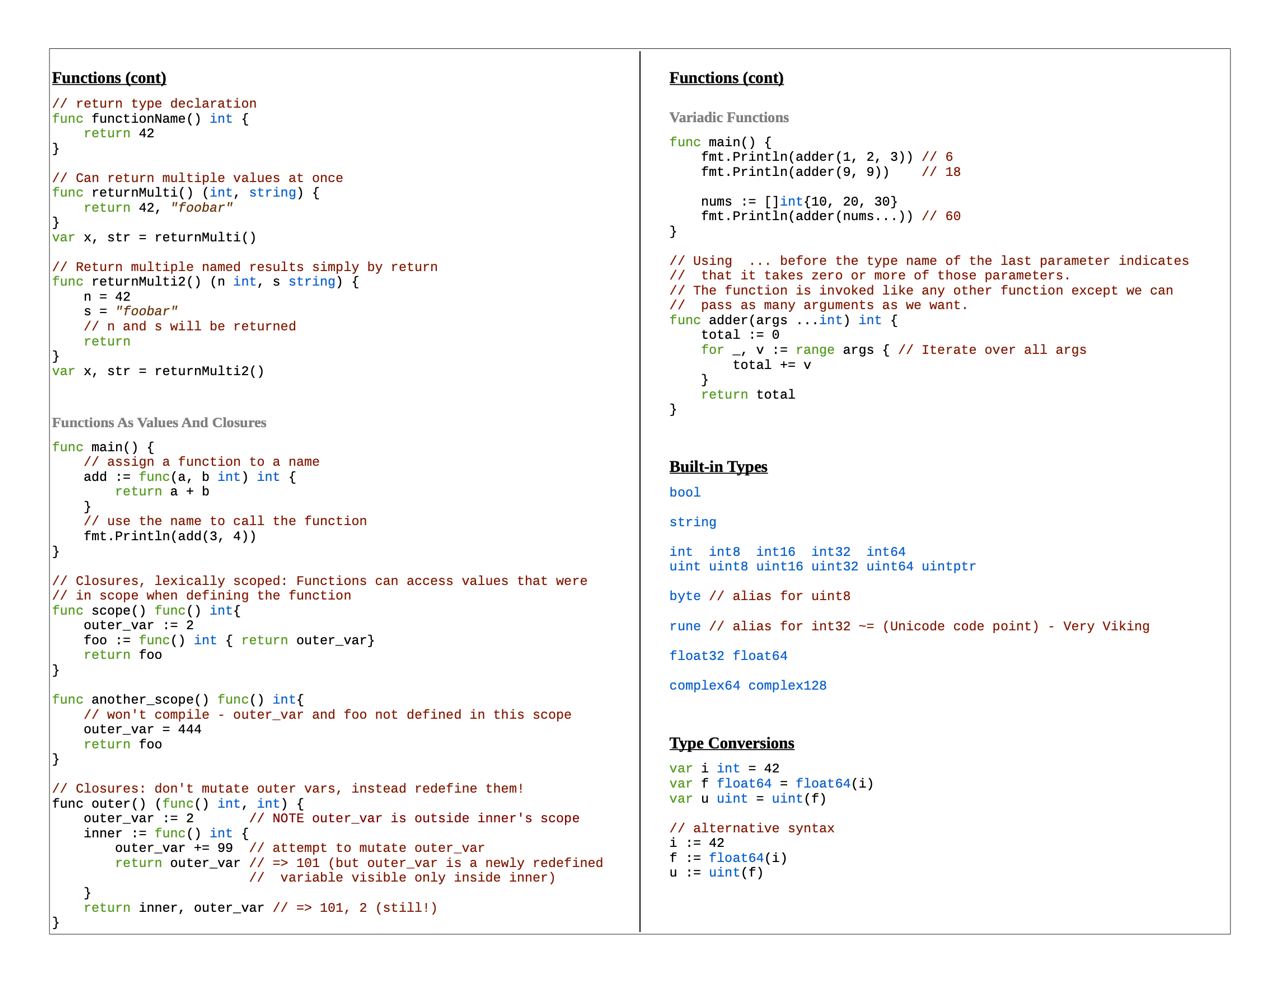 Functions (cont)
// return type declaration
func functionName() int {
    return 42
}
// Can return multiple values at once
func returnMulti() (int, string) {
    return 42, "foobar"
}
var x, str = returnMulti()
// Return multiple named results simply by return
func returnMulti2() (n int, s string) {
    n = 42
    s = "foobar"
    // n and s will be returned
    return
}
var x, str = returnMulti2()
Functions As Values And Closures
func main() {
    // assign a function to a name
    add := func(a, b int) int {
        return a + b
    }
    // use the name to call the function
    fmt.Println(add(3, 4))
}
// Closures, lexically scoped: Functions can access values that were
// in scope when defining the function
func scope() func() int{
    outer_var := 2
    foo := func() int { return outer_var}
    return foo
}
func another_scope() func() int{
    // won't compile - outer_var and foo not defined in this scope
    outer_var = 444
    return foo
}
// Closures: don't mutate outer vars, instead redefine them!
func outer() (func() int, int) {
    outer_var := 2       // NOTE outer_var is outside inner's scope
    inner := func() int {
        outer_var += 99  // attempt to mutate outer_var
        return outer_var // => 101 (but outer_var is a newly redefined
                         //  variable visible only inside inner)
    }
    return inner, outer_var // => 101, 2 (still!)
}
Functions (cont)
Variadic Functions
func main() {
    fmt.Println(adder(1, 2, 3)) // 6
    fmt.Println(adder(9, 9))    // 18
    nums := []int{10, 20, 30}
    fmt.Println(adder(nums...)) // 60
}
// Using  ... before the type name of the last parameter indicates
//  that it takes zero or more of those parameters.
// The function is invoked like any other function except we can
//  pass as many arguments as we want.
func adder(args ...int) int {
    total := 0
    for _, v := range args { // Iterate over all args
        total += v
    }
    return total
}
Built-in Types
bool
string
int  int8  int16  int32  int64
uint uint8 uint16 uint32 uint64 uintptr
byte // alias for uint8
rune // alias for int32 ~= (Unicode code point) - Very Viking
float32 float64
complex64 complex128
Type Conversions
var i int = 42
var f float64 = float64(i)
var u uint = uint(f)
// alternative syntax
i := 42
f := float64(i)
u := uint(f)